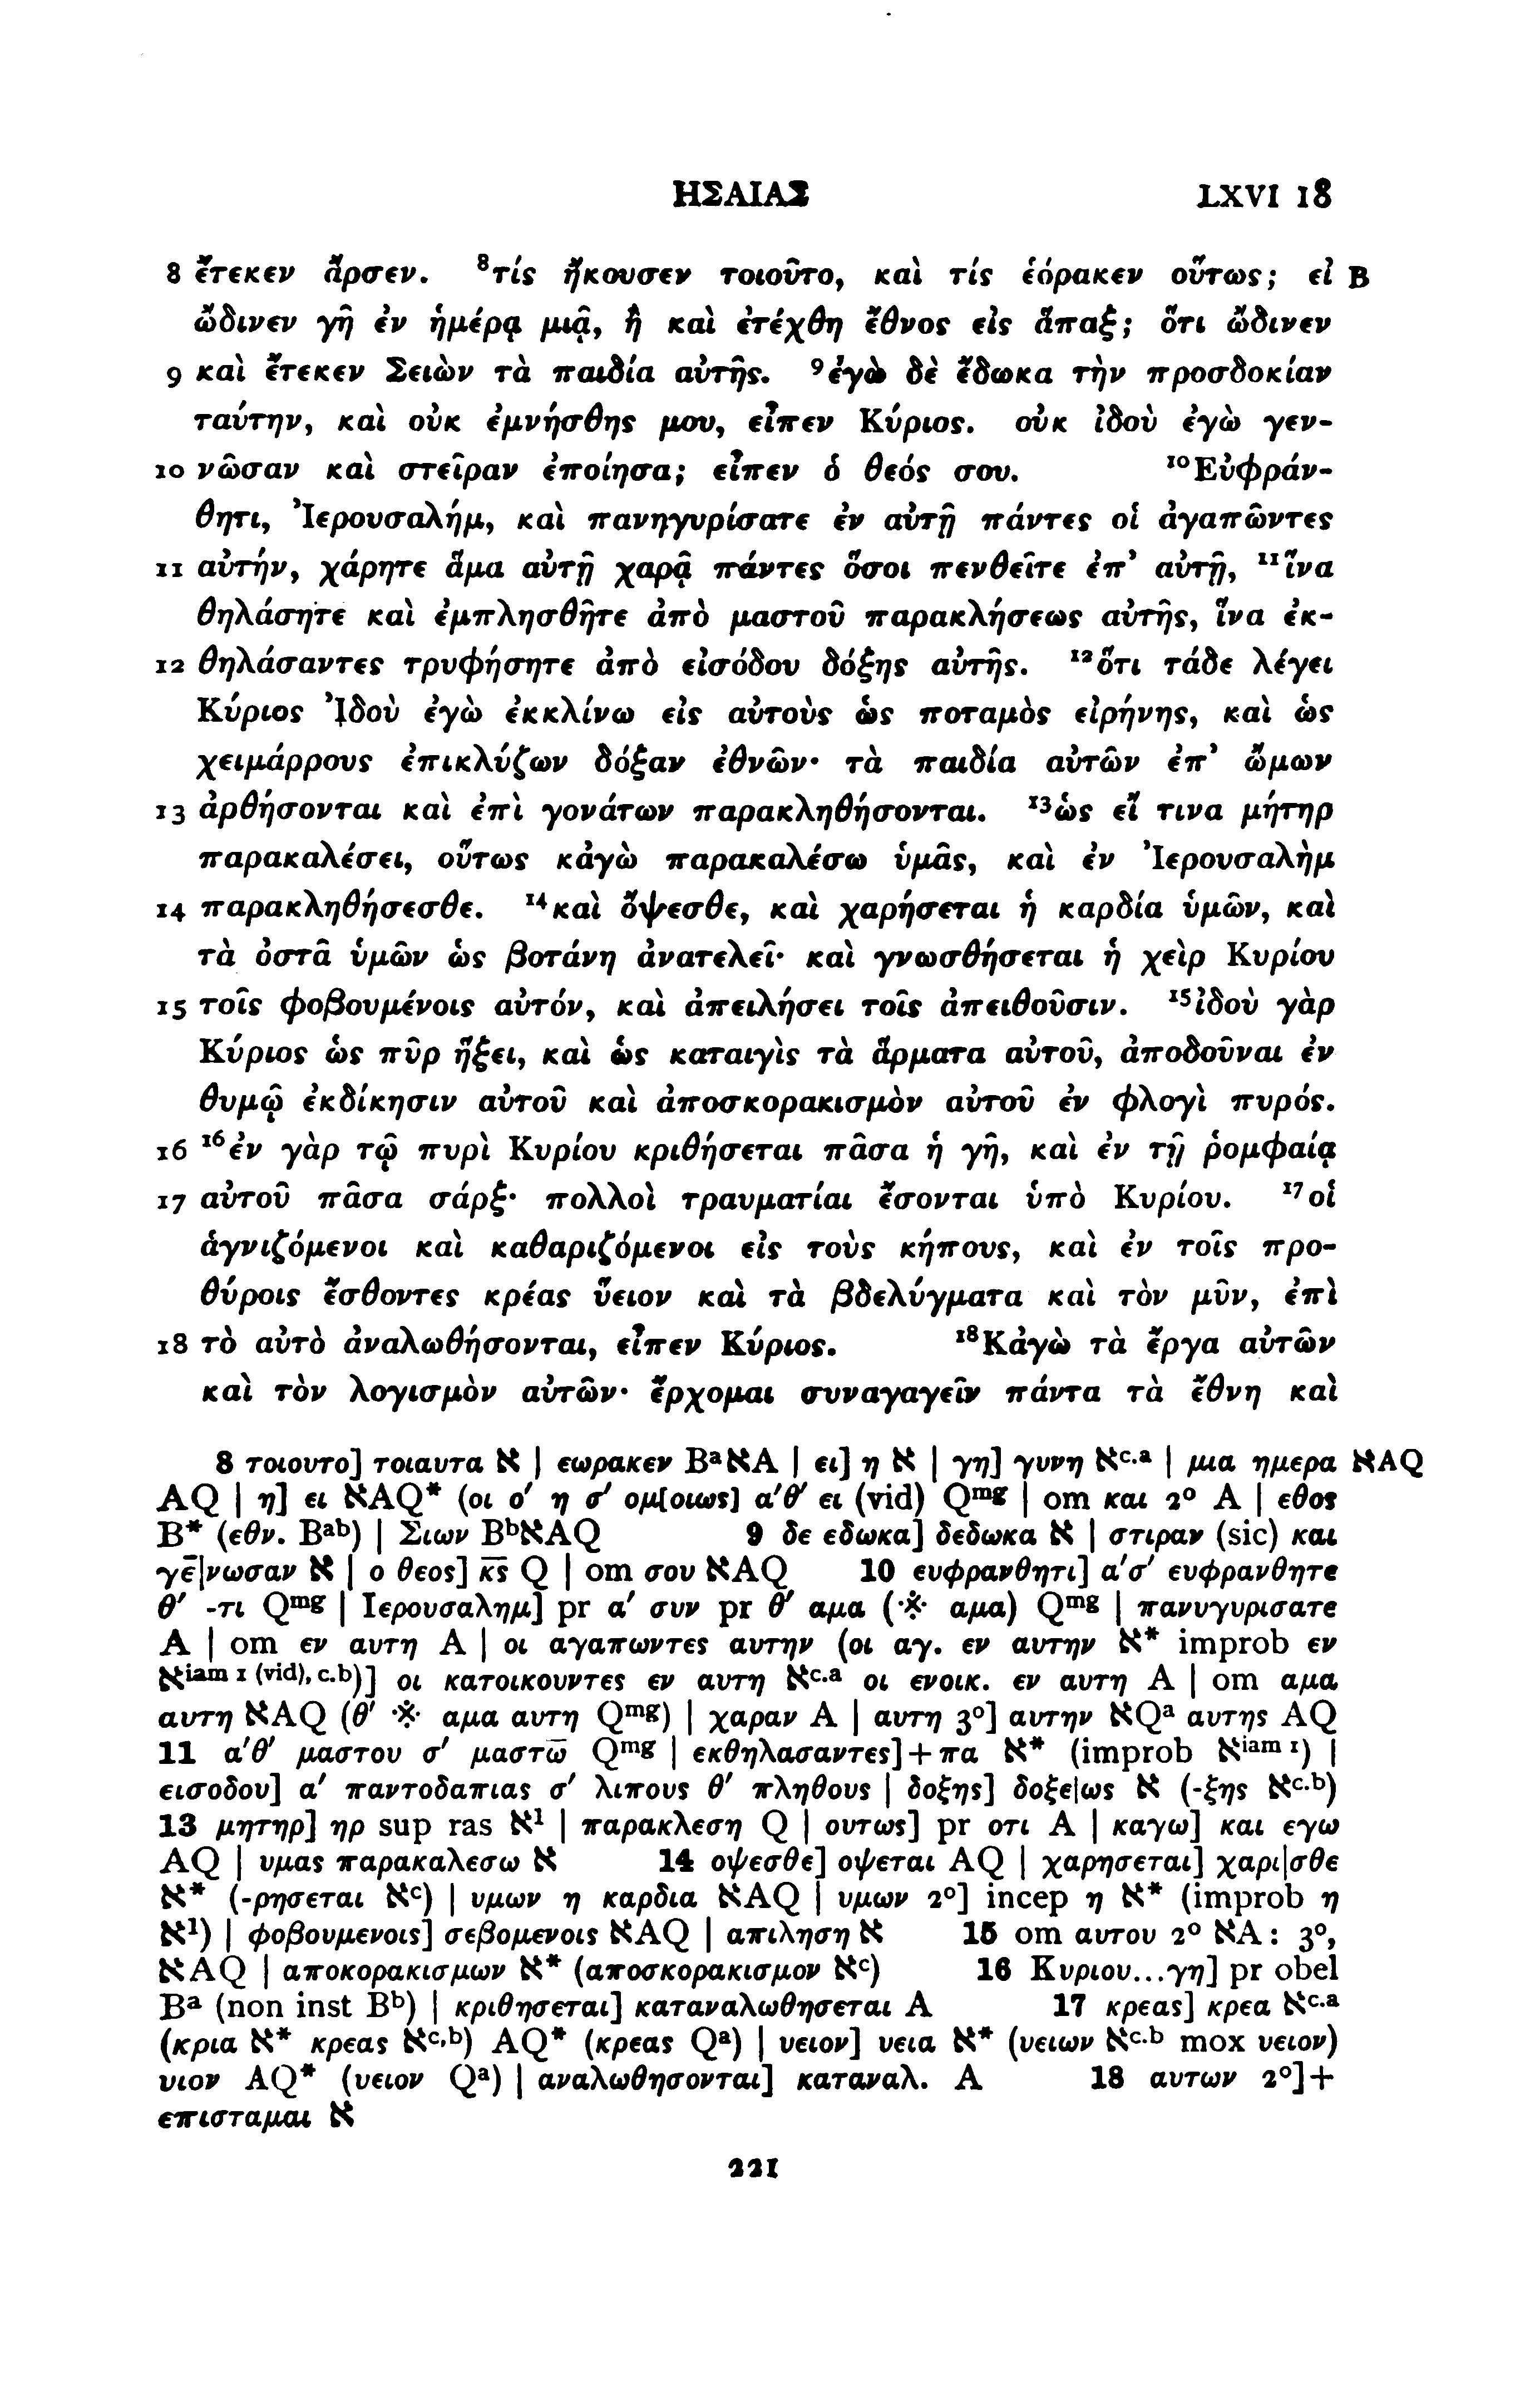 ΗΣΑΙΑΣ LXVI 18
8 ἔτεκεν ἄρσεν. ⁸τίς ἤκουσεν τοιοῦτο, καὶ τίς ἑόρακεν οὕτως; εἰ B
ὤδινεν γῆ ἐν ἡμέρᾳ μιᾷ, ἢ καὶ ἐτέχθη ἔθνος εἰς ἅπαξ; ὅτι ὤδινεν
9 καὶ ἔτεκεν Σειὼν τὰ παιδία αὐτῆς. ⁹ἐγὼ δὲ ἔδωκα τὴν προσδοκίαν
ταύτην, καὶ οὐκ ἐμνήσθης μου, εἶπεν Κύριος. οὐκ ἰδοὺ ἐγὼ γεν-
10 νῶσαν καὶ στεῖραν ἐποίησα; εἶπεν ὁ θεός σου. ¹⁰Εὐφράν-
θητι, Ἰερουσαλήμ, καὶ πανηγυρίσατε ἐν αὐτῇ πάντες οἱ ἀγαπῶντες
11 αὐτήν, χάρητε ἅμα αὐτῇ χαρᾷ πάντες ὅσοι πενθεῖτε ἐπ’ αὐτῇ, ¹¹ἵνα
θηλάσητε καὶ ἐμπλησθῆτε ἀπὸ μαστοῦ παρακλήσεως αὐτῆς, ἵνα ἐκ-
12 θηλάσαντες τρυφήσητε ἀπὸ εἰσόδου δόξης αὐτῆς. ¹²ὅτι τάδε λέγει
Κύριος Ἰδοὺ ἐγὼ ἐκκλίνω εἰς αὐτοὺς ὡς ποταμὸς εἰρήνης, καὶ ὡς
χειμάρρους ἐπικλύζων δόξαν ἐθνῶν· τὰ παιδία αὐτῶν ἐπ’ ὤμων
13 ἀρθήσονται καὶ ἐπὶ γονάτων παρακληθήσονται. ¹³ὡς εἴ τινα μήτηρ
παρακαλέσει, οὕτως κἀγὼ παρακαλέσω ὑμᾶς, καὶ ἐν Ἰερουσαλὴμ
14 παρακληθήσεσθε. ¹⁴καὶ ὄψεσθε, καὶ χαρήσεται ἡ καρδία ὑμῶν, καὶ
τὰ ὀστᾶ ὑμῶν ὡς βοτάνη ἀνατελεῖ· καὶ γνωσθήσεται ἡ χεὶρ Κυρίου
15 τοῖς φοβουμένοις αὐτόν, καὶ ἀπειλήσει τοῖς ἀπειθοῦσιν. ¹⁵ἰδοὺ γὰρ
Κύριος ὡς πῦρ ἥξει, καὶ ὡς καταιγὶς τὰ ἅρματα αὐτοῦ, ἀποδοῦναι ἐν
θυμῷ ἐκδίκησιν αὐτοῦ καὶ ἀποσκορακισμὸν αὐτοῦ ἐν φλογὶ πυρός.
16 ¹⁶ἐν γὰρ τῷ πυρὶ Κυρίου κριθήσεται πᾶσα ἡ γῆ, καὶ ἐν τῇ ῥομφαίᾳ
17 αὐτοῦ πᾶσα σάρξ· πολλοὶ τραυματίαι ἔσονται ὑπὸ Κυρίου. ¹⁷οἱ
ἁγνιζόμενοι καὶ καθαριζόμενοι εἰς τοὺς κήπους, καὶ ἐν τοῖς προ-
θύροις ἔσθοντες κρέας ὕειον καὶ τὰ βδελύγματα καὶ τὸν μῦν, ἐπὶ
18 τὸ αὐτὸ ἀναλωθήσονται, εἶπεν Κύριος. ¹⁸Κἀγὼ τὰ ἔργα αὐτῶν
καὶ τὸν λογισμὸν αὐτῶν· ἔρχομαι συναγαγεῖν πάντα τὰ ἔθνη καὶ
8 τοιουτο] τοιαυτα א | εωρακεν BᵃאA | ει] η א | γη] γυνη אᶜ·ᵃ | μια ημερα אAQ
AQ | η] ει אAQ* (οι ο′ η σ′ ομ[οιως] α′θ′ ει (vid) Qᵐᵍ | om και 2° A | εθος
B* (εθν. Bᵃᵇ) | Σιων BᵇאAQ 9 δε εδωκα] δεδωκα א | στιραν (sic) και
γε̄|νωσαν א | ο θεος] κ̅ς̅ Q | om σου אAQ 10 ευφρανθητι] α′σ′ ευφρανθητε
θ′ -τι Qᵐᵍ | Ιερουσαλημ] pr α′ συν pr θ′ αμα (※ αμα) Qᵐᵍ | πανυγυρισατε
A | om εν αυτη A | οι αγαπωντες αυτην (οι αγ. εν αυτην א* improb εν
אⁱᵃᵐ ¹ ⁽ᵛⁱᵈ⁾, ᶜ·ᵇ)] οι κατοικουντες εν αυτη אᶜ·ᵃ οι ενοικ. εν αυτη A | om αμα
αυτη אAQ (θ′ ※ αμα αυτη Qᵐᵍ) | χαραν A | αυτη 3°] αυτην אQᵃ αυτης AQ
11 α′θ′ μαστου σ′ μαστω̄ Qᵐᵍ | εκθηλασαντες]+πα א* (improb אⁱᵃᵐ ¹) |
εισοδου] α′ παντοδαπιας σ′ λιπους θ′ πληθους | δοξης] δοξε|ως א (-ξης אᶜ·ᵇ)
13 μητηρ] ηρ sup ras א¹ | παρακλεση Q | ουτως] pr οτι A | καγω] και εγω
AQ | υμας παρακαλεσω א 14 οψεσθε] οψεται AQ | χαρησεται] χαρι|σθε
א* (-ρησεται אᶜ) | υμων η καρδια אAQ | υμων 2°] incep η א* (improb η
א¹) | φοβουμενοις] σεβομενοις אAQ | απιληση א 15 om αυτου 2° אA: 3°,
אAQ | αποκορακισμων א* (αποσκορακισμον אᶜ) 16 Κυριου...γη] pr obel
Bᵃ (non inst Bᵇ) | κριθησεται] καταναλωθησεται A 17 κρεας] κρεα אᶜ·ᵃ
(κρια א* κρεας אᶜ·ᵇ) AQ* (κρεας Qᵃ) | υειον] υεια א* (υειων אᶜ·ᵇ mox υειον)
υιον AQ* (υειον Qᵃ) | αναλωθησονται] καταναλ. A 18 αυτων 2°]+
επισταμαι א
221